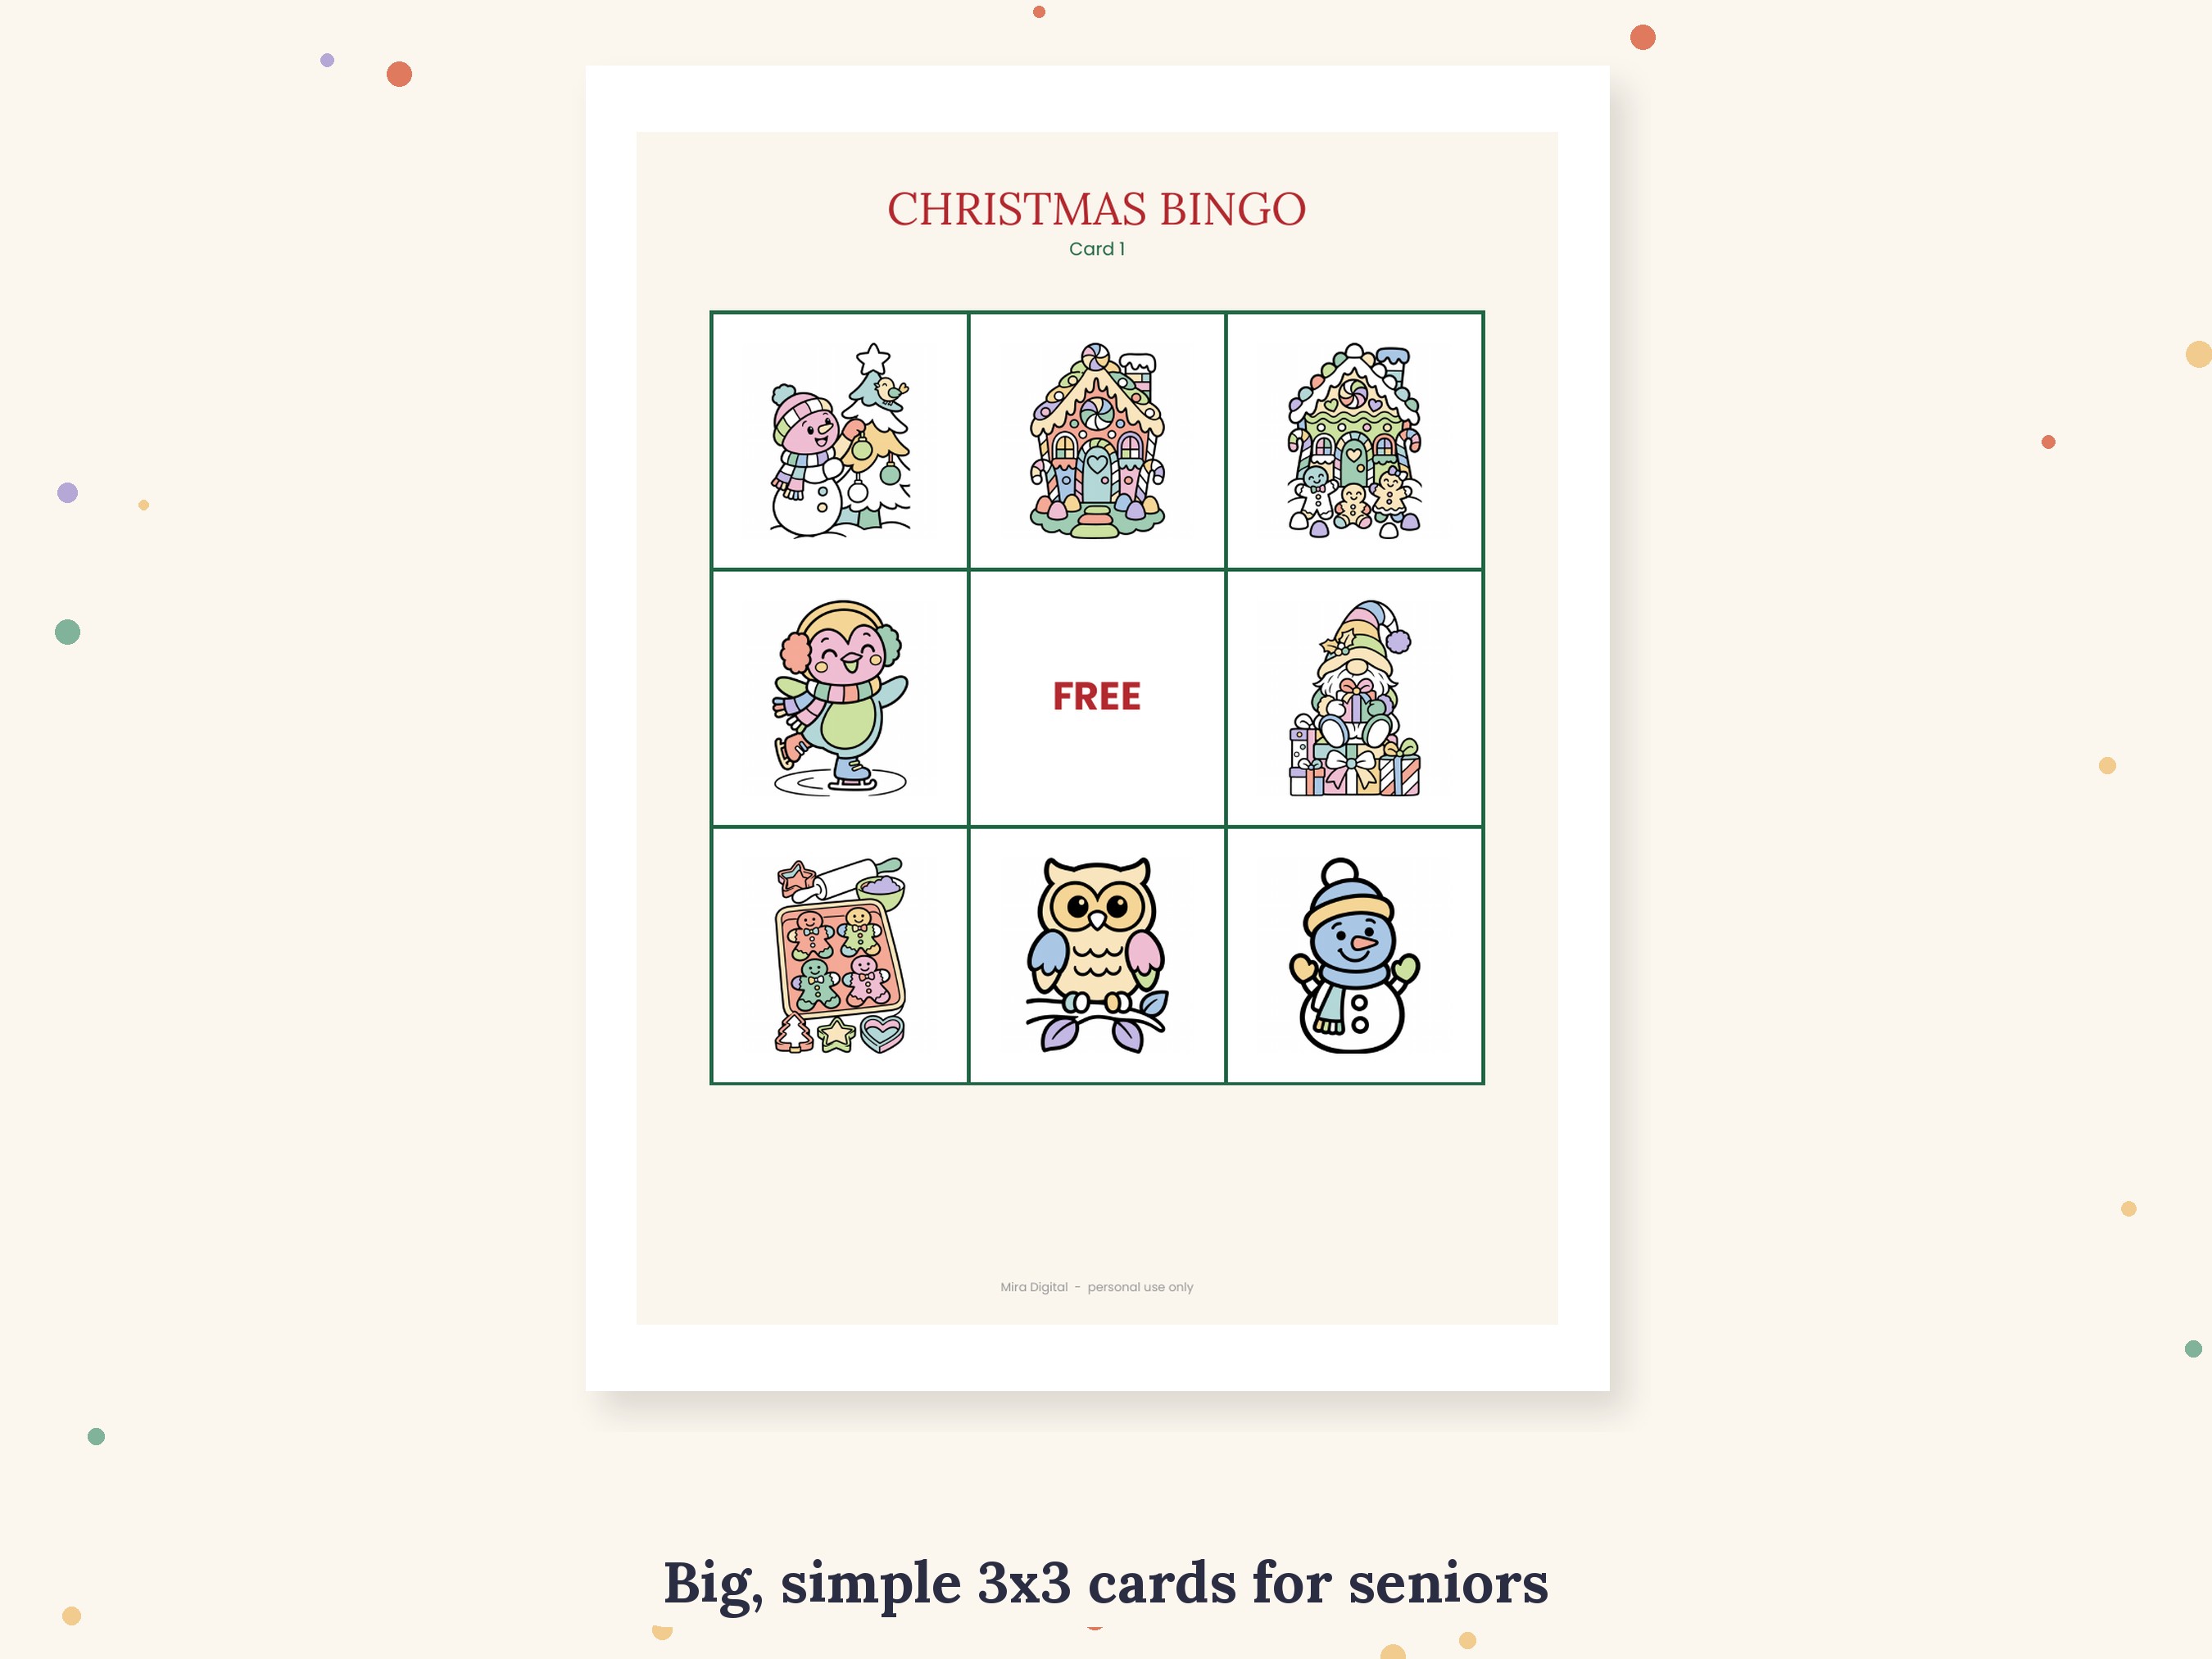 CHRISTMAS BINGO
Card 1
FREE
Mira Digital - personal use only
Big, simple 3x3 cards for seniors